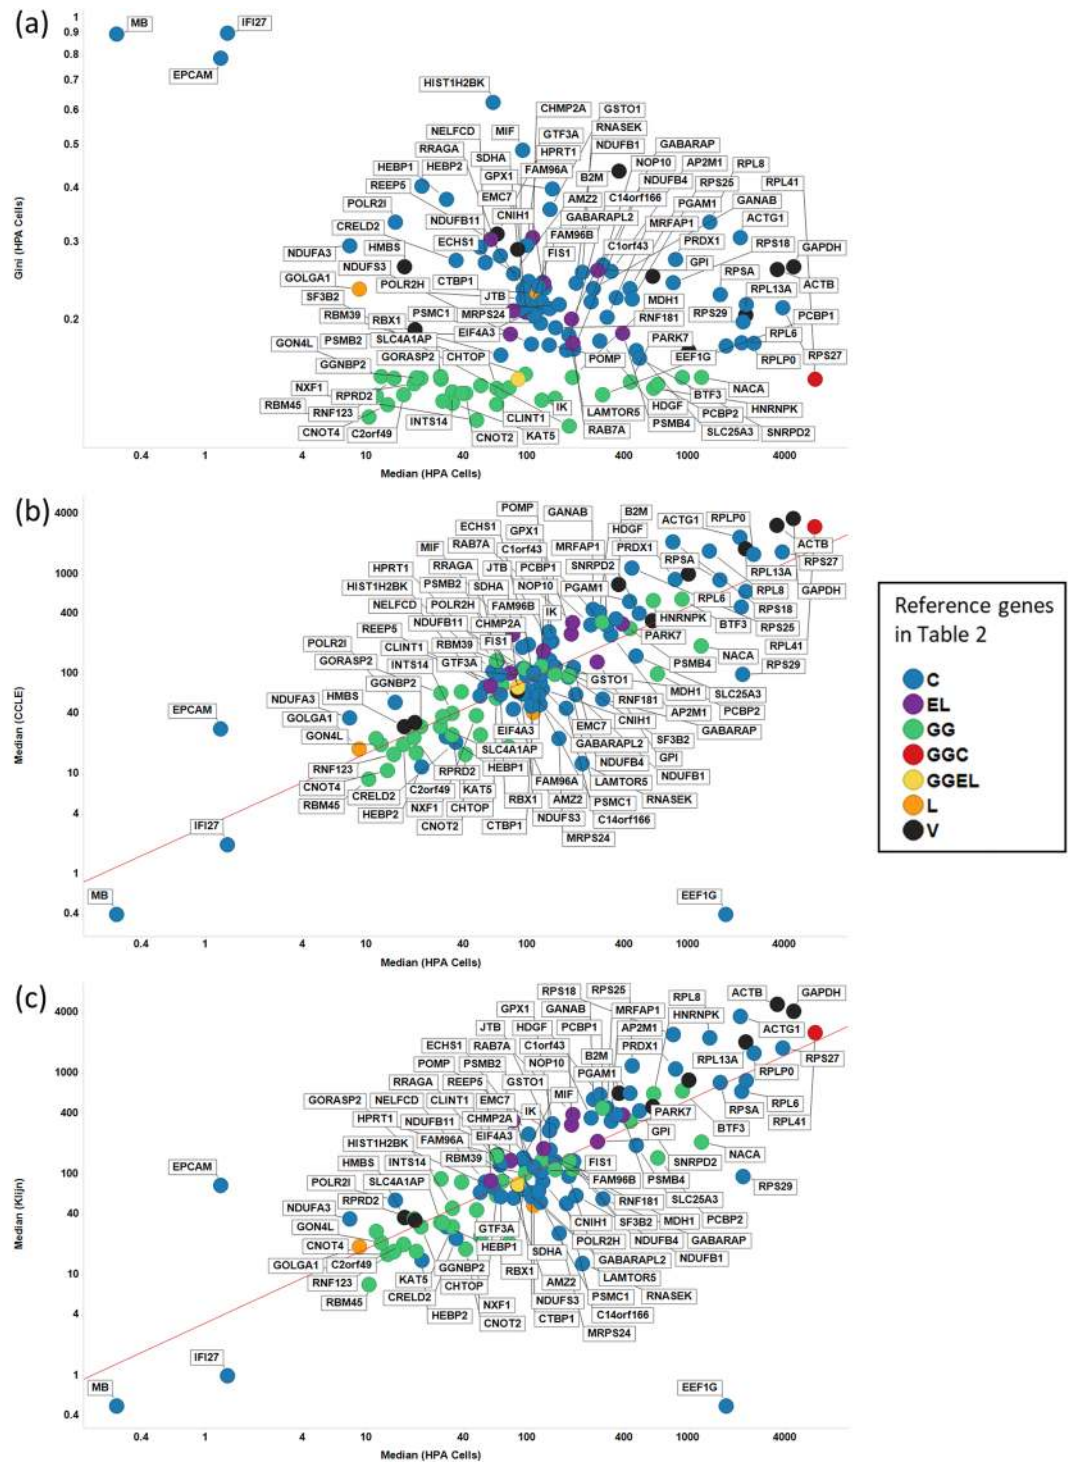 (a)
1
0.9
0.8
0.7
0.6
0.5
0.4
0.3
0.2
Gini (HPA Cells)
MB
IFI27
EPCAM
HIST1H2BK
CHMP2A
GSTO1
NELFCD
MIF
GTF3A
RNASEK
RRAGA
SDHA
HPRT1
NDUFB1
GABARAP
HEBP1
HEBP2
GPX1
FAM96A
B2M
NOP10
AP2M1
RPL8
REEP5
EMC7
AMZ2
C14orf166
NDUFB4
RPS25
RPL41
POLR2I
NDUFB11
CNIH1
GABARAPL2
PGAM1
GANAB
CRELD2
MRFAP1
ACTG1
NDUFA3
HMBS
ECHS1
FAM96B
C1orf43
PRDX1
RPS18
GAPDH
NDUFS3
FIS1
GPI
GOLGA1
POLR2H
CTBP1
RPSA
RPL13A
ACTB
SF3B2
JTB
MDH1
RBM39
RBX1
PSMC1
MRPS24
RNF181
RPS29
PCBP1
GON4L
PSMB2
SLC4A1AP
EIF4A3
PARK7
RPL6
GGNBP2
GORASP2
CHTOP
POMP
EEF1G
RPLP0
RPS27
NXF1
RPRD2
NACA
RBM45
RNF123
INTS14
CLINT1
IK
LAMTOR5
HDGF
BTF3
HNRNPK
CNOT4
C2orf49
CNOT2
KAT5
RAB7A
PSMB4
PCBP2
SLC25A3
SNRPD2
0.4 1 4 10 40 100 400 1000 4000
Median (HPA Cells)
(b)
4000
1000
400
100
40
10
4
1
0.4
Median (CCLE)
POMP
GANAB
B2M
ACTG1
RPLP0
ECHS1
GPX1
HDGF
MIF
RAB7A
C1orf43
MRFAP1
PRDX1
RPSA
ACTB
HPRT1
RRAGA
JTB
PCBP1
SNRPD2
RPL13A
RPS27
HIST1H2BK
PSMB2
SDHA
NOP10
PGAM1
RPL6
RPL8
GAPDH
NELFCD
POLR2H
FAM96B
IK
HNRNPK
RPS18
REEP5
NDUFB11
CHMP2A
BTF3
RPS25
POLR2I
CLINT1
RBM39
FIS1
PARK7
RPL41
GORASP2
INTS14
GTF3A
PSMB4
NACA
RPS29
GGNBP2
GSTO1
MDH1
SLC25A3
NDUFA3
HMBS
RNF181
PCBP2
EPCAM
GOLGA1
CNIH1
AP2M1
GABARAP
GON4L
EIF4A3
EMC7
SF3B2
SLC4A1AP
GABARAPL2
GPI
RNF123
RPRD2
HEBP1
NDUFB4
NDUFB1
CNOT4
C2orf49
KAT5
FAM96A
LAMTOR5
RBM45
CRELD2
NXF1
CHTOP
RBX1
AMZ2
PSMC1
RNASEK
HEBP2
CNOT2
CTBP1
NDUFS3
C14orf166
IFI27
MRPS24
MB
EEF1G
0.4 1 4 10 40 100 400 1000 4000
Median (HPA Cells)
Reference genes
in Table 2
C
EL
GG
GGC
GGEL
L
V
(c)
4000
1000
400
100
40
10
4
1
0.4
Median (Klijn)
RPS18
RPS25
RPL8
ACTB
GAPDH
GPX1
GANAB
MRFAP1
HNRNPK
JTB
HDGF
PCBP1
AP2M1
ACTG1
ECHS1
RAB7A
C1orf43
B2M
PRDX1
RPL13A
RPS27
POMP
PSMB2
NOP10
PGAM1
RPLP0
RRAGA
REEP5
GSTO1
GORASP2
NELFCD
CLINT1
EMC7
MIF
PARK7
RPSA
RPL6
HPRT1
NDUFB11
CHMP2A
IK
RPL41
HIST1H2BK
FAM96A
EIF4A3
GPI
BTF3
HMBS
INTS14
RBM39
FIS1
SNRPD2
NACA
EPCAM
SLC4A1AP
FAM96B
PSMB4
RPS29
POLR2I
RPRD2
RNF181
SLC25A3
NDUFA3
CNIH1
SF3B2
MDH1
PCBP2
GON4L
GTF3A
POLR2H
NDUFB4
GABARAP
CNOT4
HEBP1
SDHA
GABARAPL2
NDUFB1
GOLGA1
C2orf49
GGNBP2
RBX1
LAMTOR5
RNF123
KAT5
CHTOP
AMZ2
PSMC1
RNASEK
RBM45
CRELD2
NXF1
NDUFS3
HEBP2
CNOT2
CTBP1
C14orf166
MRPS24
IFI27
MB
EEF1G
0.4 1 4 10 40 100 400 1000 4000
Median (HPA Cells)